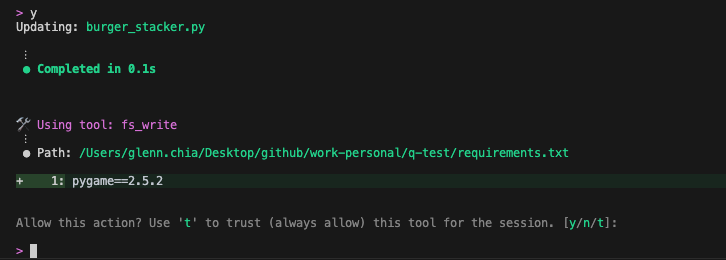 > y
Updating: burger_stacker.py
⋮
● Completed in 0.1s
🛠️ Using tool: fs_write
⋮
● Path: /Users/glenn.chia/Desktop/github/work-personal/q-test/requirements.txt
+ 1: pygame==2.5.2
Allow this action? Use 't' to trust (always allow) this tool for the session. [y/n/t]:
>